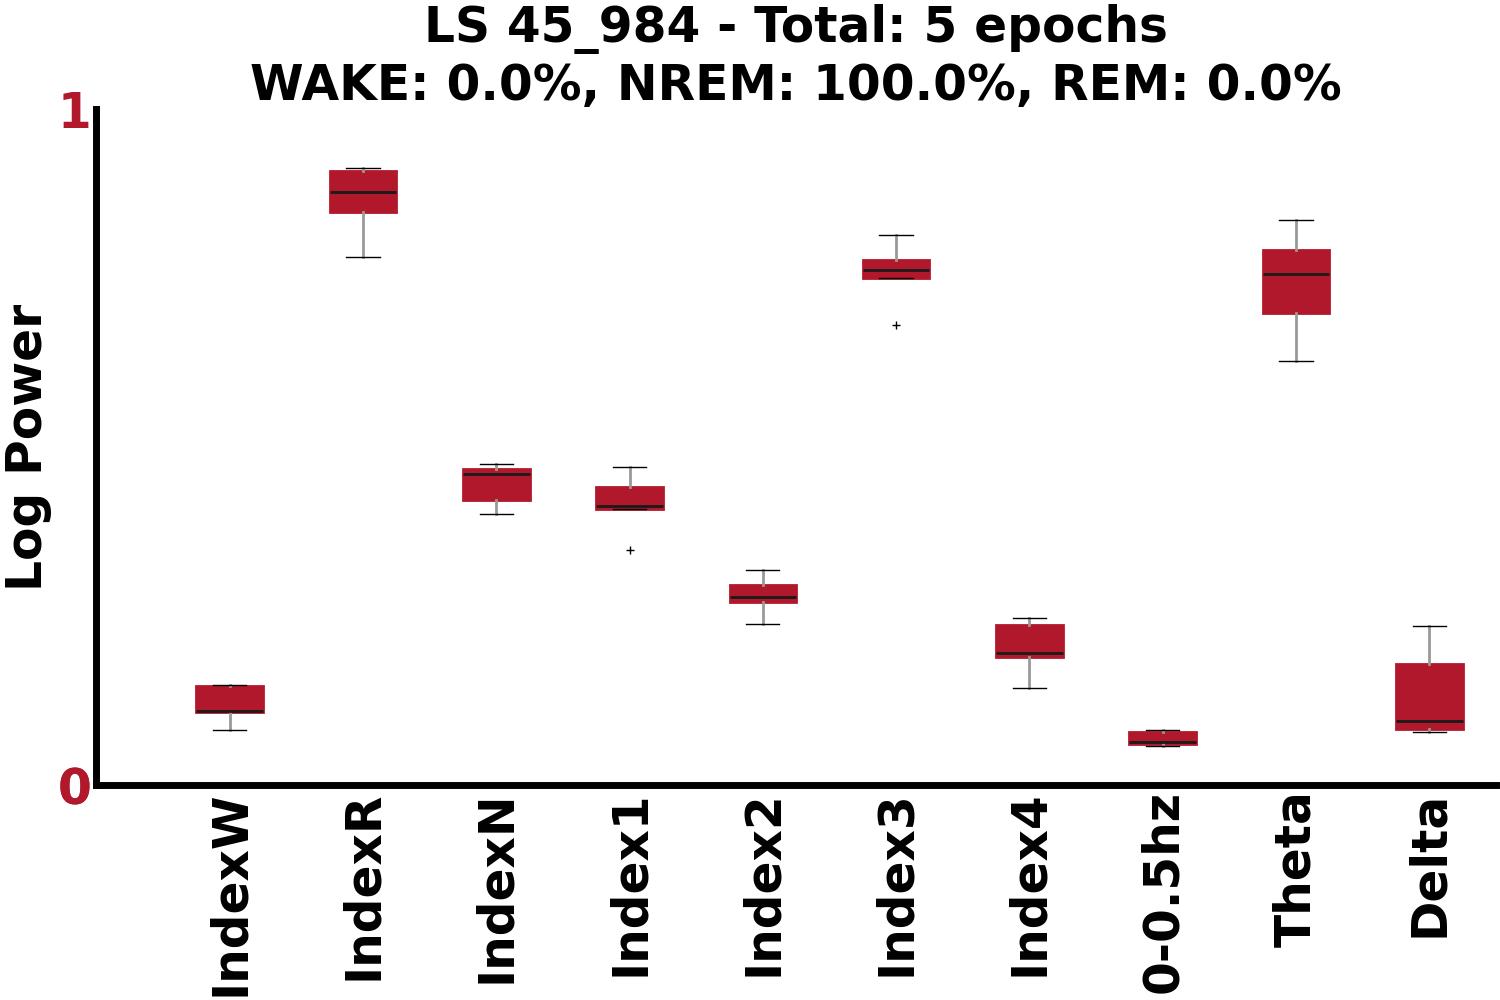 LS 45_984 - Total: 5 epochs
WAKE: 0.0%, NREM: 100.0%, REM: 0.0%
1
Log Power
0
IndexW
IndexR
IndexN
Index1
Index2
Index3
Index4
0-0.5hz
Theta
Delta